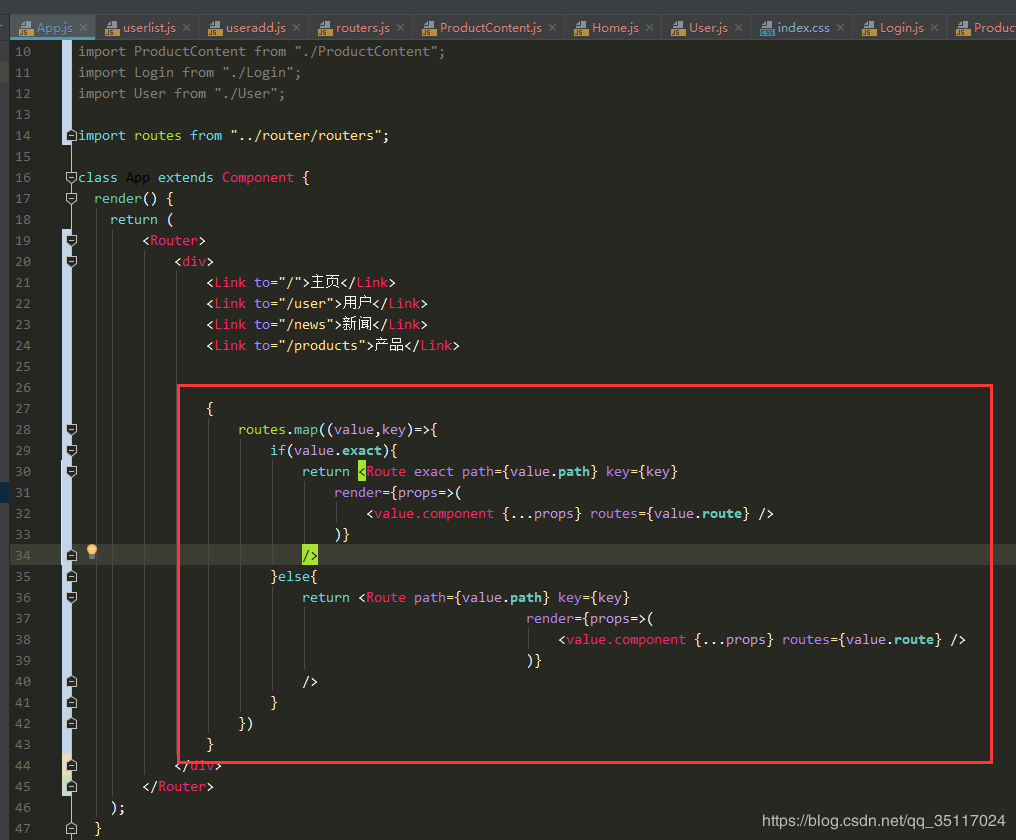 App.js userlist.js useradd.js routers.js ProductContent.js Home.js User.js index.css Login.js Produc
10 import ProductContent from "./ProductContent";
11 import Login from "./Login";
12 import User from "./User";
13
14 import routes from "../router/routers";
15
16 class App extends Component {
17 render() {
18 return (
19 <Router>
20 <div>
21 <Link to="/">主页</Link>
22 <Link to="/user">用户</Link>
23 <Link to="/news">新闻</Link>
24 <Link to="/products">产品</Link>
25
26
27 {
28 routes.map((value,key)=>{
29 if(value.exact){
30 return <Route exact path={value.path} key={key}
31 render={props=>(
32 <value.component {...props} routes={value.route} />
33 )}
34 />
35 }else{
36 return <Route path={value.path} key={key}
37 render={props=>(
38 <value.component {...props} routes={value.route} />
39 )}
40 />
41 }
42 })
43 }
44 </div>
45 </Router>
46 );
47 }
https://blog.csdn.net/qq_35117024